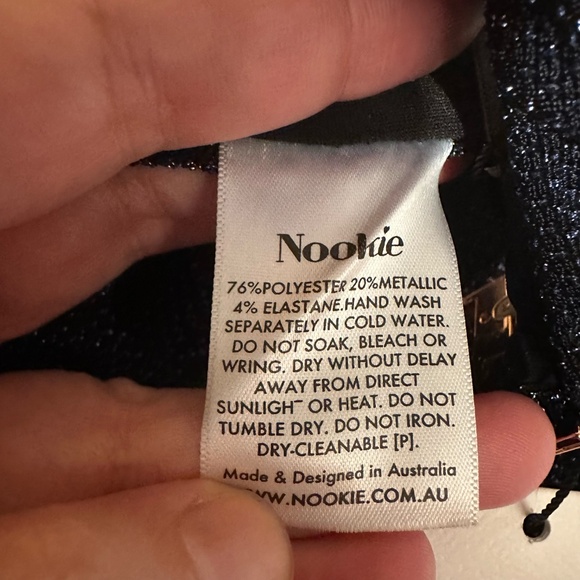 Nookie
76%POLYESTER 20%METALLIC
4% ELASTANE.HAND WASH
SEPARATELY IN COLD WATER.
DO NOT SOAK, BLEACH OR
WRING. DRY WITHOUT DELAY
AWAY FROM DIRECT
SUNLIGHT OR HEAT. DO NOT
TUMBLE DRY. DO NOT IRON.
DRY-CLEANABLE [P].
Made & Designed in Australia
WWW.NOOKIE.COM.AU